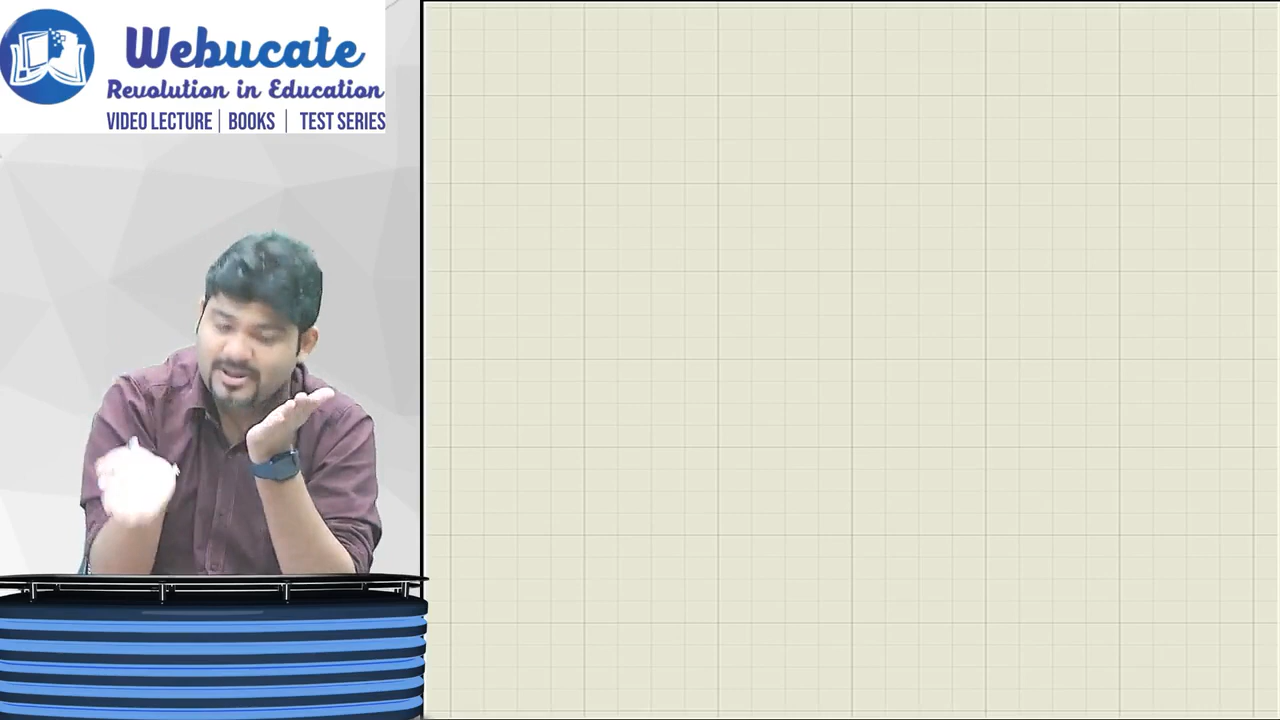 Webucate
Revolution in Education
VIDEO LECTURE | BOOKS | TEST SERIES